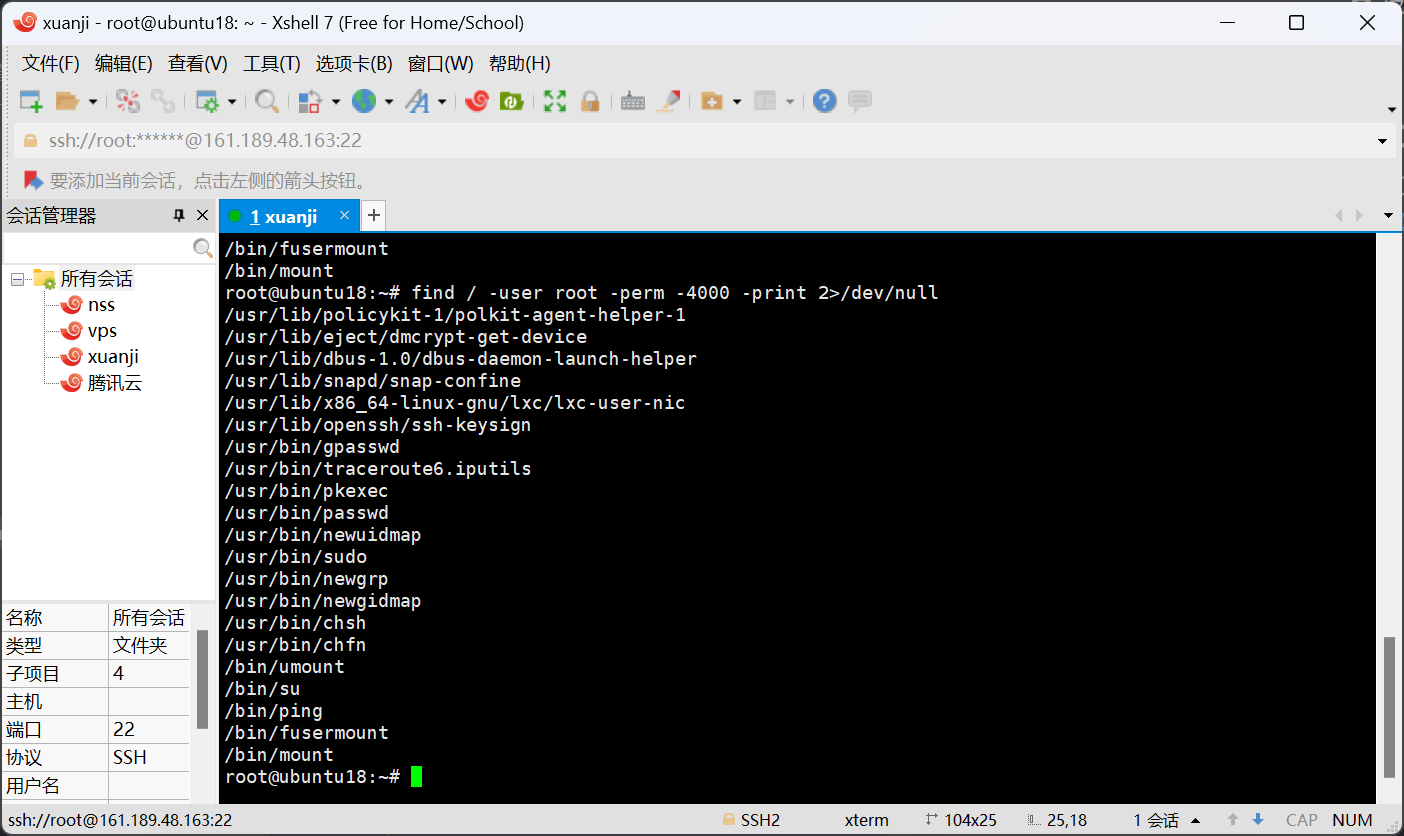 xuanji - root@ubuntu18: ~ - Xshell 7 (Free for Home/School)
文件(F) 编辑(E) 查看(V) 工具(T) 选项卡(B) 窗口(W) 帮助(H)
ssh://root:******@161.189.48.163:22
要添加当前会话，点击左侧的箭头按钮。
会话管理器
1 xuanji
所有会话
nss
vps
xuanji
腾讯云
名称 所有会话
类型 文件夹
子项目 4
主机
端口 22
协议 SSH
用户名
/bin/fusermount
/bin/mount
root@ubuntu18:~# find / -user root -perm -4000 -print 2>/dev/null
/usr/lib/policykit-1/polkit-agent-helper-1
/usr/lib/eject/dmcrypt-get-device
/usr/lib/dbus-1.0/dbus-daemon-launch-helper
/usr/lib/snapd/snap-confine
/usr/lib/x86_64-linux-gnu/lxc/lxc-user-nic
/usr/lib/openssh/ssh-keysign
/usr/bin/gpasswd
/usr/bin/traceroute6.iputils
/usr/bin/pkexec
/usr/bin/passwd
/usr/bin/newuidmap
/usr/bin/sudo
/usr/bin/newgrp
/usr/bin/newgidmap
/usr/bin/chsh
/usr/bin/chfn
/bin/umount
/bin/su
/bin/ping
/bin/fusermount
/bin/mount
root@ubuntu18:~#
ssh://root@161.189.48.163:22 SSH2 xterm 104x25 25,18 1 会话 CAP NUM